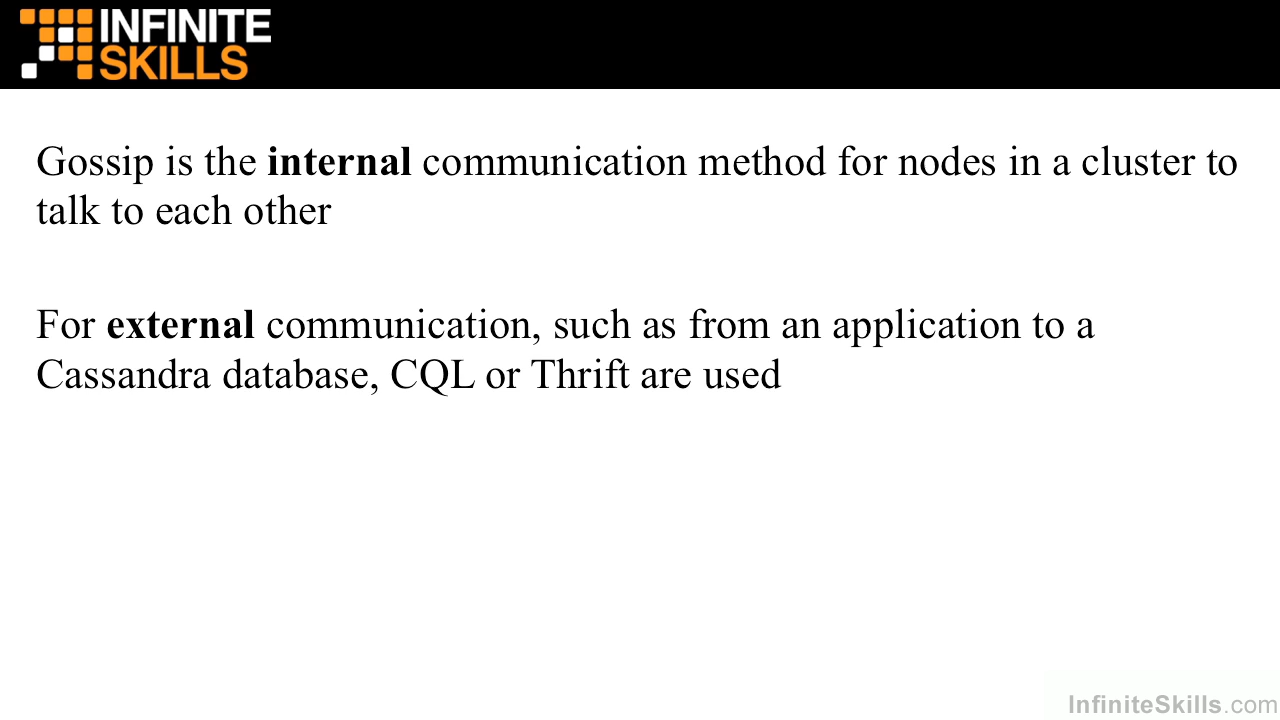 INFINITE
SKILLS
Gossip is the internal communication method for nodes in a cluster to
talk to each other
For external communication, such as from an application to a
Cassandra database, CQL or Thrift are used
InfiniteSkills.com